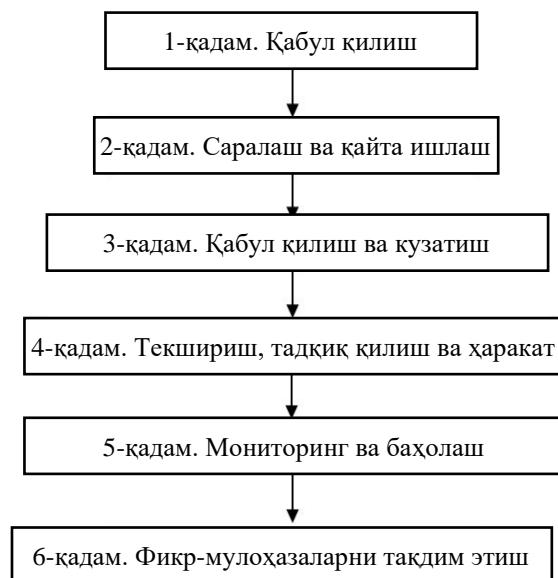 1-қадам. Қабул қилиш
2-қадам. Саралаш ва қайта ишлаш
3-қадам. Қабул қилиш ва кузатиш
4-қадам. Текшириш, тадқиқ қилиш ва ҳаракат
5-қадам. Мониторинг ва баҳолаш
6-қадам. Фикр-мулоҳазаларни тақдим этиш